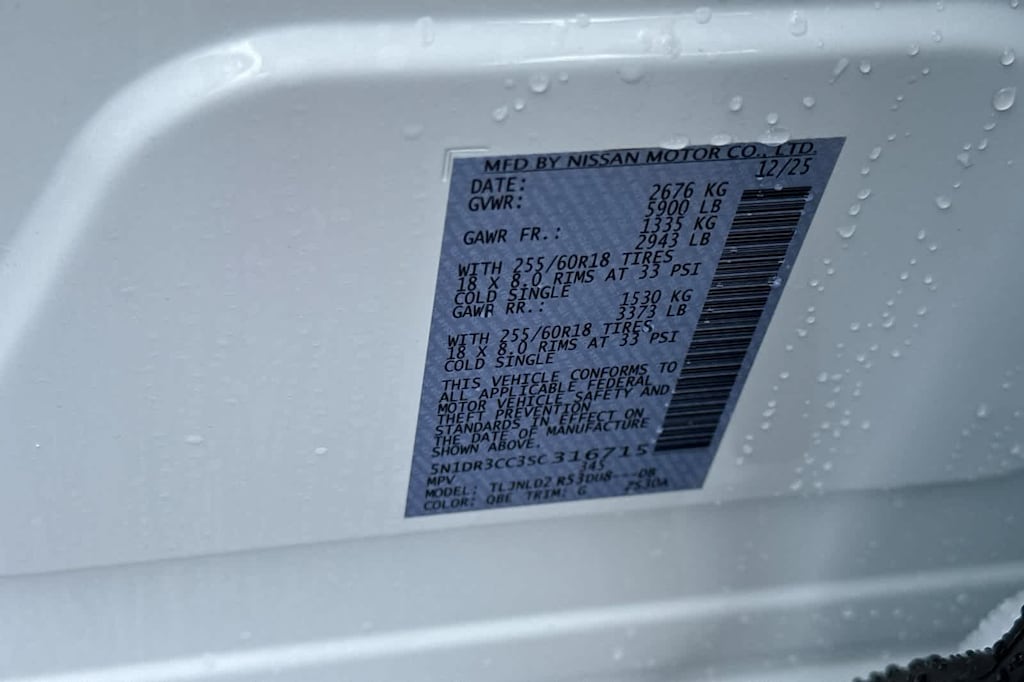 MFD BY NISSAN MOTOR CO., LTD.
DATE: 12/25
GVWR: 2676 KG
5900 LB
GAWR FR.: 1335 KG
2943 LB
WITH 255/60R18 TIRES
18 X 8.0 RIMS AT 33 PSI
COLD SINGLE
GAWR RR.: 1530 KG
3373 LB
WITH 255/60R18 TIRES
18 X 8.0 RIMS AT 33 PSI
COLD SINGLE
THIS VEHICLE CONFORMS TO
ALL APPLICABLE FEDERAL
MOTOR VEHICLE SAFETY AND
THEFT PREVENTION
STANDARDS IN EFFECT ON
THE DATE OF MANUFACTURE
SHOWN ABOVE.
5N1DR3CC3SC316715
MPV 345
MODEL:
COLOR: QBE TRIM: G